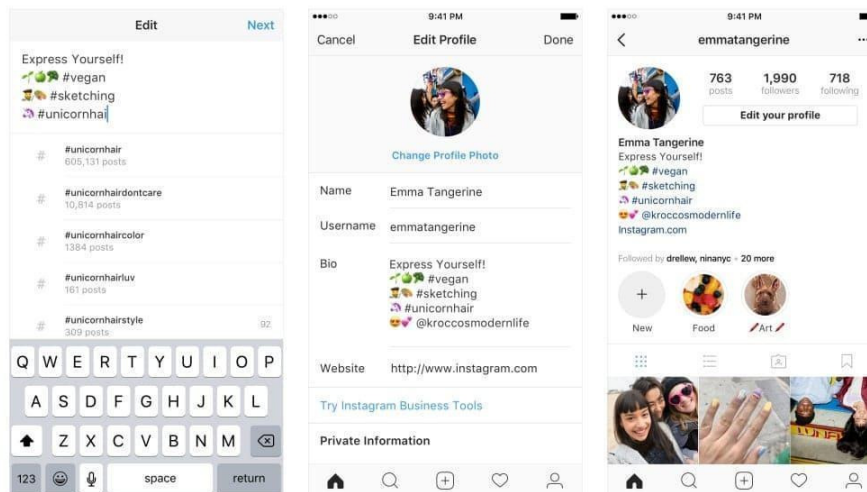 Edit
Next
Express Yourself!
🌱🍏🥦 #vegan
👩‍🎨🎨 #sketching
🦄 #unicornhai
# #unicornhair
605,131 posts
# #unicornhairdontcare
10,814 posts
# #unicornhaircolor
1384 posts
# #unicornhairluv
161 posts
# #unicornhairstyle
309 posts
92
Q W E R T Y U I O P
A S D F G H J K L
Z X C V B N M
123 space return
9:41 PM
Cancel Edit Profile Done
Change Profile Photo
Name Emma Tangerine
Username emmatangerine
Bio Express Yourself!
🌱🍏🥦 #vegan
👩‍🎨🎨 #sketching
🦄 #unicornhair
😍💕 @kroccosmodernlife
Website http://www.instagram.com
Try Instagram Business Tools
Private Information
9:41 PM
emmatangerine
763 1,990 718
posts followers following
Edit your profile
Emma Tangerine
Express Yourself!
🌱🍏🥦 #vegan
👩‍🎨🎨 #sketching
🦄 #unicornhair
😍💕 @kroccosmodernlife
Instagram.com
Followed by drellew, ninanyc + 20 more
New Food 🖍Art🖍